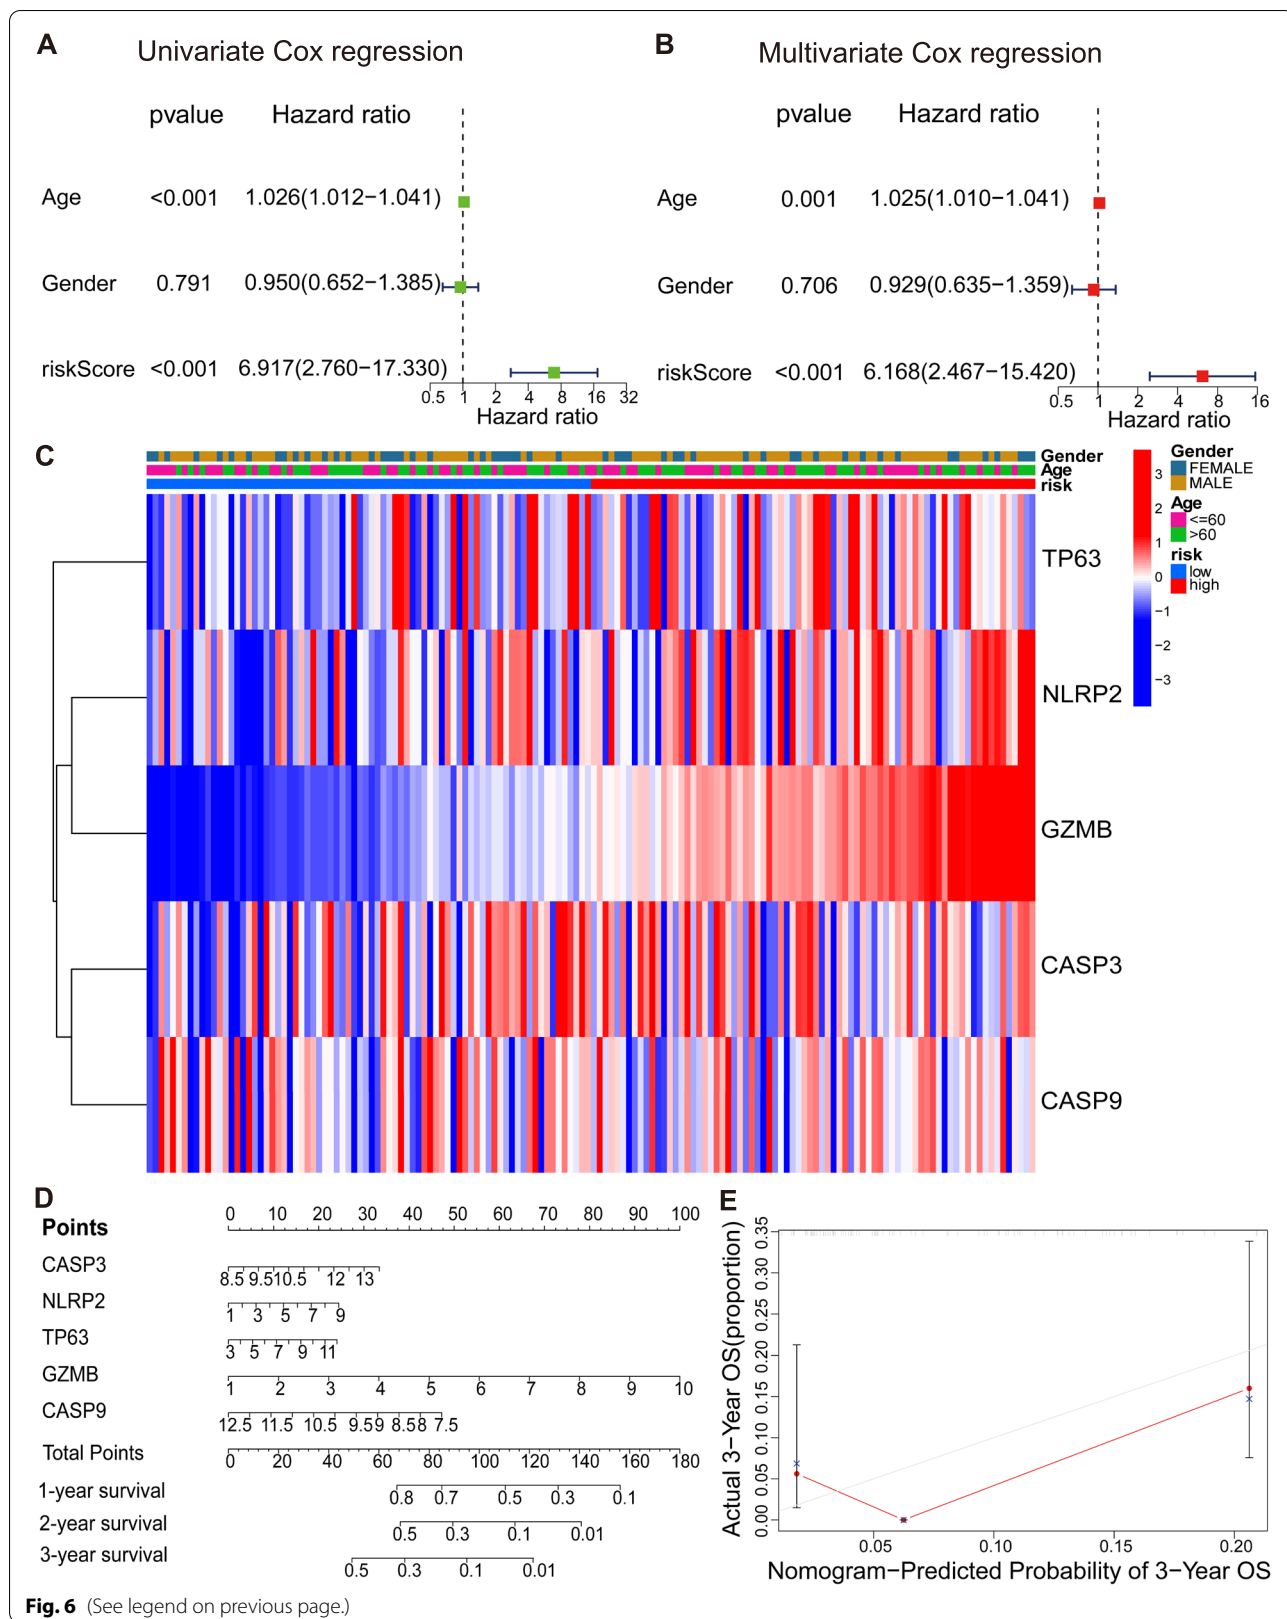 A
Univariate Cox regression
pvalue Hazard ratio
Age <0.001 1.026(1.012−1.041)
Gender 0.791 0.950(0.652−1.385)
riskScore <0.001 6.917(2.760−17.330)
0.5 1 2 4 8 16 32
Hazard ratio
B
Multivariate Cox regression
pvalue Hazard ratio
Age 0.001 1.025(1.010−1.041)
Gender 0.706 0.929(0.635−1.359)
riskScore <0.001 6.168(2.467−15.420)
0.5 1 2 4 8 16
Hazard ratio
C
Gender
Age
risk
TP63
NLRP2
GZMB
CASP3
CASP9
3
2
1
0
−1
−2
−3
Gender
FEMALE
MALE
Age
<=60
>60
risk
low
high
D
Points 0 10 20 30 40 50 60 70 80 90 100
CASP3 8.5 9.5 10.5 12 13
NLRP2 1 3 5 7 9
TP63 3 5 7 9 11
GZMB 1 2 3 4 5 6 7 8 9 10
CASP9 12.5 11.5 10.5 9.5 9 8.5 8 7.5
Total Points 0 20 40 60 80 100 120 140 160 180
1-year survival 0.8 0.7 0.5 0.3 0.1
2-year survival 0.5 0.3 0.1 0.01
3-year survival 0.5 0.3 0.1 0.01
E
Actual 3−Year OS(proportion)
0.00 0.05 0.10 0.15 0.20 0.25 0.30 0.35
0.05 0.10 0.15 0.20
Nomogram−Predicted Probability of 3−Year OS
Fig. 6 (See legend on previous page.)